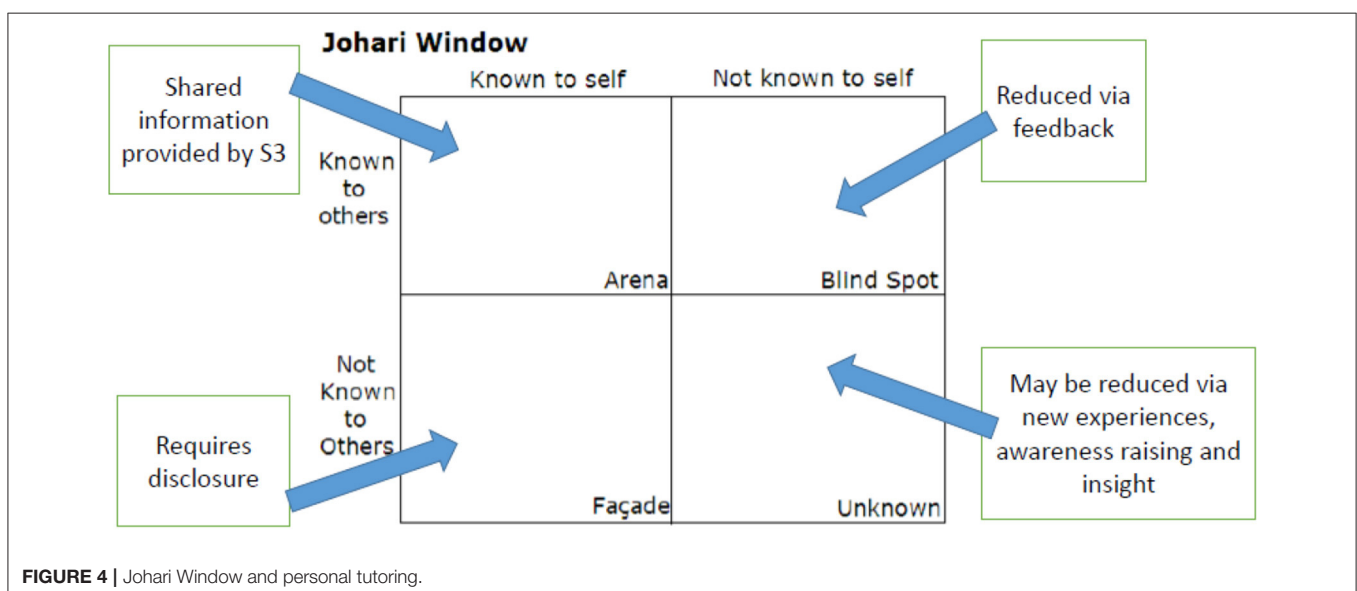 Johari Window
Known to self
Not known to self
Shared
information
provided by S3
Known
to
others
Arena
Blind Spot
Reduced via
feedback
Requires
disclosure
Not
Known
to
Others
Façade
Unknown
May be reduced via
new experiences,
awareness raising and
insight
FIGURE 4 | Johari Window and personal tutoring.